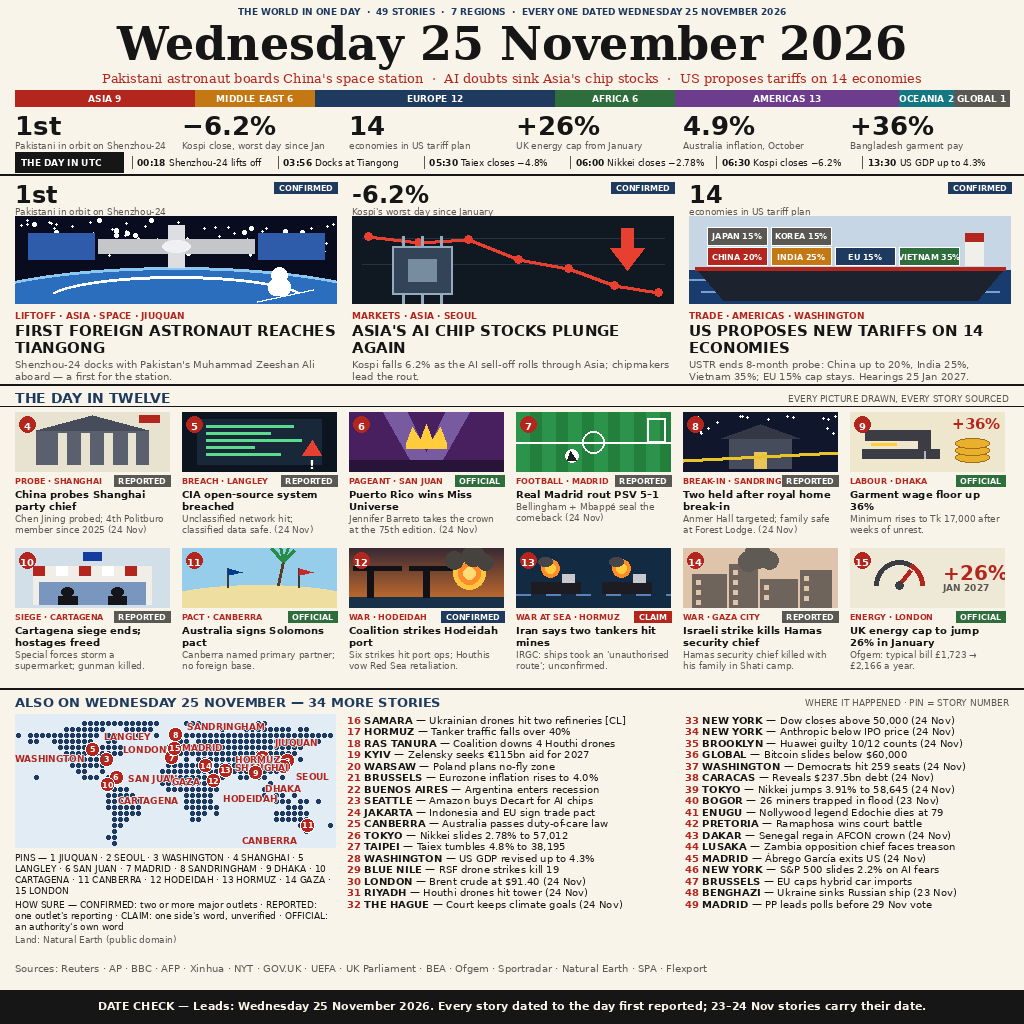 THE WORLD IN ONE DAY · 49 STORIES · 7 REGIONS · EVERY ONE DATED WEDNESDAY 25 NOVEMBER 2026
Wednesday 25 November 2026
Pakistani astronaut boards China's space station · AI doubts sink Asia's chip stocks · US proposes tariffs on 14 economies
ASIA 9 MIDDLE EAST 6 EUROPE 12 AFRICA 6 AMERICAS 13 OCEANIA 2 GLOBAL 1
1st −6.2% 14 +26% 4.9% +36%
Pakistani in orbit on Shenzhou-24 Kospi close, worst day since Jan economies in US tariff plan UK energy cap from January Australia inflation, October Bangladesh garment pay
THE DAY IN UTC 00:18 Shenzhou-24 lifts off 03:56 Docks at Tiangong 05:30 Taiex closes −4.8% 06:00 Nikkei closes −2.78% 06:30 Kospi closes −6.2% 13:30 US GDP up to 4.3%
1st CONFIRMED
Pakistani in orbit on Shenzhou-24
LIFTOFF · ASIA · SPACE · JIUQUAN
FIRST FOREIGN ASTRONAUT REACHES
TIANGONG
Shenzhou-24 docks with Pakistan's Muhammad Zeeshan Ali
aboard — a first for the station.
-6.2% CONFIRMED
Kospi's worst day since January
MARKETS · ASIA · SEOUL
ASIA'S AI CHIP STOCKS PLUNGE
AGAIN
Kospi falls 6.2% as the AI sell-off rolls through Asia; chipmakers
lead the rout.
14 CONFIRMED
economies in US tariff plan
JAPAN 15% KOREA 15%
CHINA 20% INDIA 25% EU 15% VIETNAM 35%
TRADE · AMERICAS · WASHINGTON
US PROPOSES NEW TARIFFS ON 14
ECONOMIES
USTR ends 8-month probe: China up to 20%, India 25%,
Vietnam 35%; EU 15% cap stays. Hearings 25 Jan 2027.
THE DAY IN TWELVE EVERY PICTURE DRAWN, EVERY STORY SOURCED
4
PROBE · SHANGHAI REPORTED
China probes Shanghai
party chief
Chen Jining probed; 4th Politburo
member since 2025 (24 Nov)
5
!
BREACH · LANGLEY REPORTED
CIA open-source system
breached
Unclassified network hit;
classified data safe. (24 Nov)
6
PAGEANT · SAN JUAN OFFICIAL
Puerto Rico wins Miss
Universe
Jennifer Barreto takes the crown
at the 75th edition. (24 Nov)
7
FOOTBALL · MADRID REPORTED
Real Madrid rout PSV 5–1
Bellingham + Mbappé seal the
comeback (24 Nov)
8
BREAK-IN · SANDRING REPORTED
Two held after royal home
break-in
Anmer Hall targeted; family safe
at Forest Lodge. (24 Nov)
9
+36%
LABOUR · DHAKA OFFICIAL
Garment wage floor up
36%
Minimum rises to Tk 17,000 after
weeks of unrest.
10
SIEGE · CARTAGENA REPORTED
Cartagena siege ends;
hostages freed
Special forces storm a
supermarket; gunman killed.
11
PACT · CANBERRA OFFICIAL
Australia signs Solomons
pact
Canberra named primary partner;
no foreign base.
12
WAR · HODEIDAH CONFIRMED
Coalition strikes Hodeidah
port
Six strikes hit port ops; Houthis
vow Red Sea retaliation.
13
WAR AT SEA · HORMUZ CLAIM
Iran says two tankers hit
mines
IRGC: ships took an 'unauthorised
route'; unconfirmed.
14
WAR · GAZA CITY REPORTED
Israeli strike kills Hamas
security chief
Hamas security chief killed with
his family in Shati camp.
15
+26%
JAN 2027
ENERGY · LONDON OFFICIAL
UK energy cap to jump
26% in January
Ofgem: typical bill £1,723 →
£2,166 a year.
ALSO ON WEDNESDAY 25 NOVEMBER — 34 MORE STORIES WHERE IT HAPPENED · PIN = STORY NUMBER
SANDRINGHAM
8
LANGLEY
JIUQUAN
5 LONDON 15 MADRID
WASHINGTON 3 7 HORMUZ
14 13 SHANGHAI
9
6 SAN JUAN GAZA 12 SEOUL
10
DHAKA
CARTAGENA HODEIDAH
11
CANBERRA
PINS — 1 JIUQUAN · 2 SEOUL · 3 WASHINGTON · 4 SHANGHAI · 5
LANGLEY · 6 SAN JUAN · 7 MADRID · 8 SANDRINGHAM · 9 DHAKA · 10
CARTAGENA · 11 CANBERRA · 12 HODEIDAH · 13 HORMUZ · 14 GAZA ·
15 LONDON
HOW SURE — CONFIRMED: two or more major outlets · REPORTED:
one outlet's reporting · CLAIM: one side's word, unverified · OFFICIAL:
an authority's own word
Land: Natural Earth (public domain)
16 SAMARA — Ukrainian drones hit two refineries [CL]
17 HORMUZ — Tanker traffic falls over 40%
18 RAS TANURA — Coalition downs 4 Houthi drones
19 KYIV — Zelensky seeks £115bn aid for 2027
20 WARSAW — Poland plans no-fly zone
21 BRUSSELS — Eurozone inflation rises to 4.0%
22 BUENOS AIRES — Argentina enters recession
23 SEATTLE — Amazon buys Decart for AI chips
24 JAKARTA — Indonesia and EU sign trade pact
25 CANBERRA — Australia passes duty-of-care law
26 TOKYO — Nikkei slides 2.78% to 57,012
27 TAIPEI — Taiex tumbles 4.8% to 38,195
28 WASHINGTON — US GDP revised up to 4.3%
29 BLUE NILE — RSF drone strikes kill 19
30 LONDON — Brent crude at $91.40 (24 Nov)
31 RIYADH — Houthi drones hit tower (24 Nov)
32 THE HAGUE — Court keeps climate goals (24 Nov)
33 NEW YORK — Dow closes above 50,000 (24 Nov)
34 NEW YORK — Anthropic below IPO price (24 Nov)
35 BROOKLYN — Huawei guilty 10/12 counts (24 Nov)
36 GLOBAL — Bitcoin slides below $60,000
37 WASHINGTON — Democrats hit 259 seats (24 Nov)
38 CARACAS — Reveals $237.5bn debt (24 Nov)
39 TOKYO — Nikkei jumps 3.91% to 58,645 (24 Nov)
40 BOGOR — 26 miners trapped in flood (23 Nov)
41 ENUGU — Nollywood legend Edochie dies at 79
42 PRETORIA — Ramaphosa wins court battle
43 DAKAR — Senegal regain AFCON crown (24 Nov)
44 LUSAKA — Zambia opposition chief faces treason
45 MADRID — Ábrego García exits US (24 Nov)
46 NEW YORK — S&P 500 slides 2.2% on AI fears
47 BRUSSELS — EU caps hybrid car imports
48 BENGHAZI — Ukraine sinks Russian ship (23 Nov)
49 MADRID — PP leads polls before 29 Nov vote
Sources: Reuters · AP · BBC · AFP · Xinhua · NYT · GOV.UK · UEFA · UK Parliament · BEA · Ofgem · Sportradar · Natural Earth · SPA · Flexport
DATE CHECK — Leads: Wednesday 25 November 2026. Every story dated to the day first reported; 23–24 Nov stories carry their date.